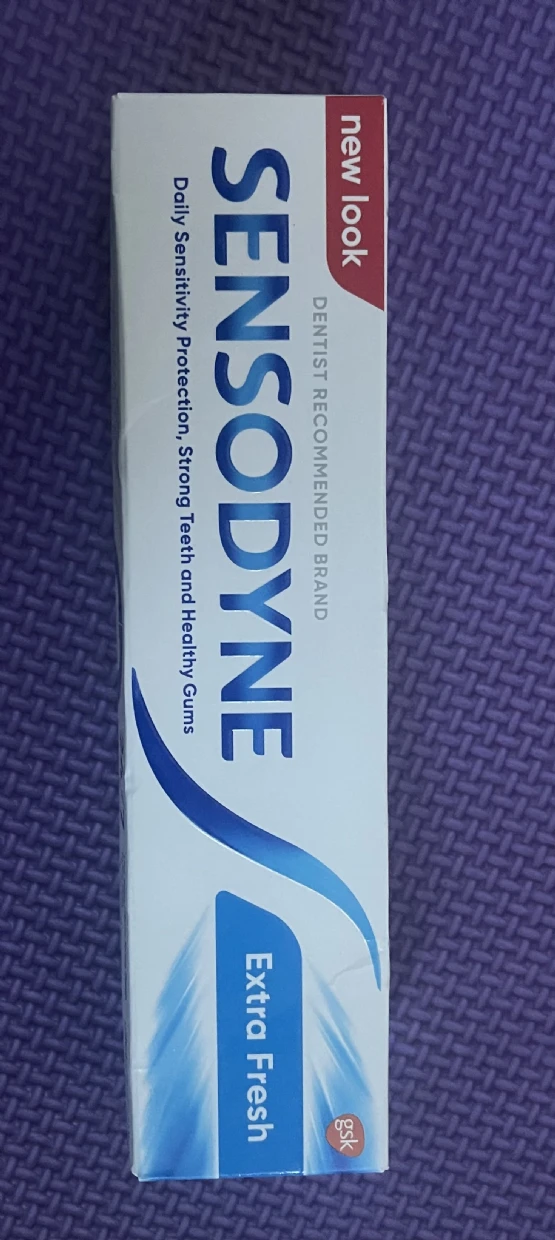 new look
DENTIST RECOMMENDED BRAND
SENSODYNE
Daily Sensitivity Protection, Strong Teeth and Healthy Gums
Extra Fresh
gsk